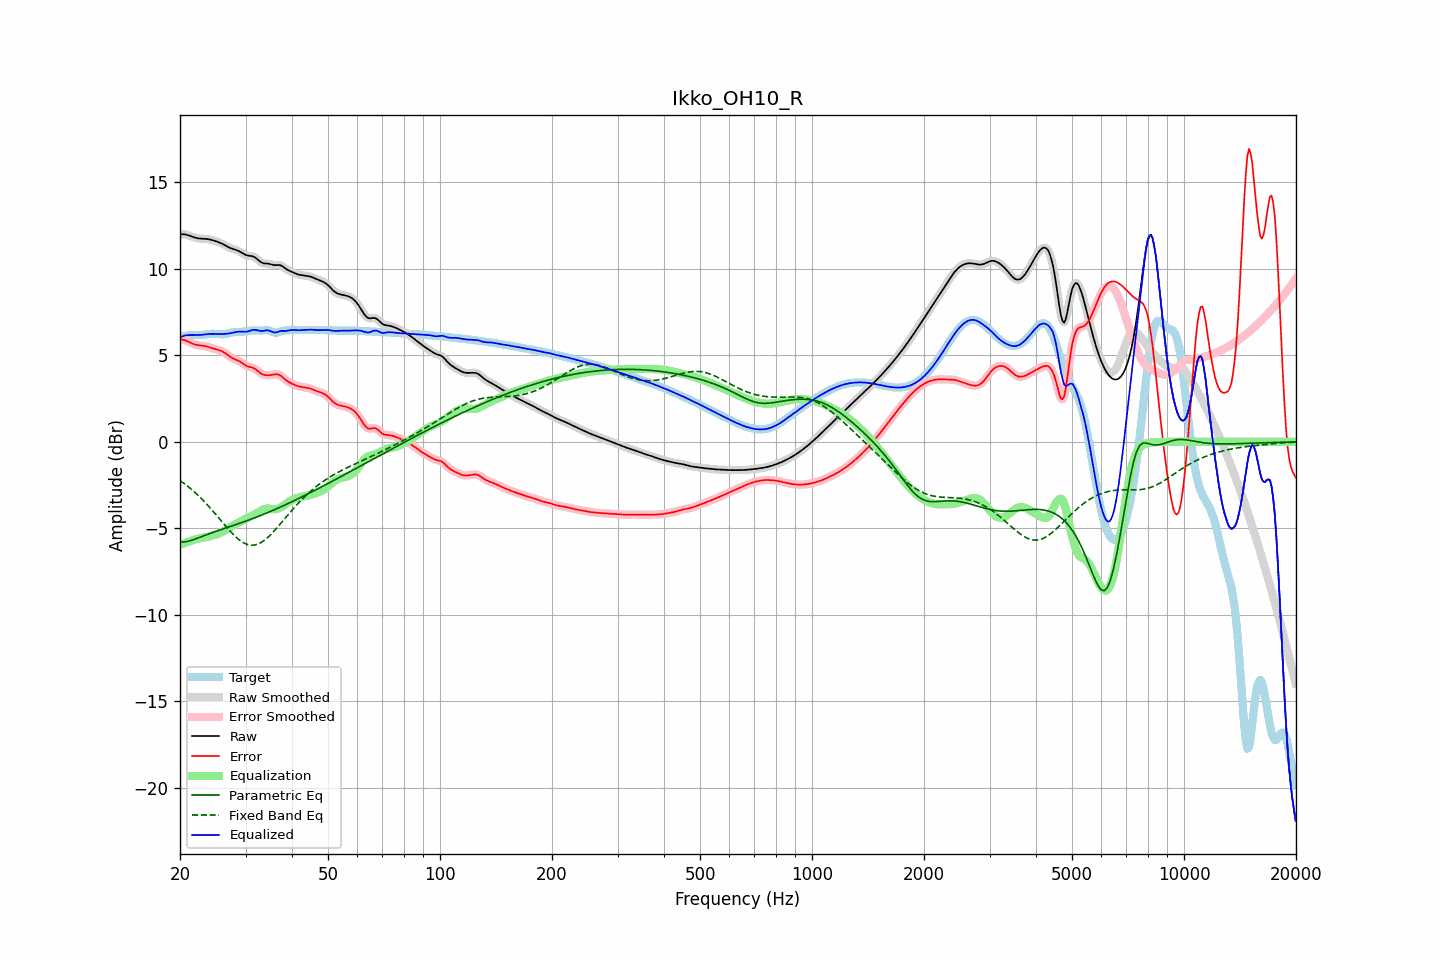 Ikko_OH10_R
Amplitude (dBr)
15
10
5
0
−5
−10
−15
−20
Target
Raw Smoothed
Error Smoothed
Raw
Error
Equalization
Parametric Eq
Fixed Band Eq
Equalized
20 50 100 200 500 1000 2000 5000 10000 20000
Frequency (Hz)